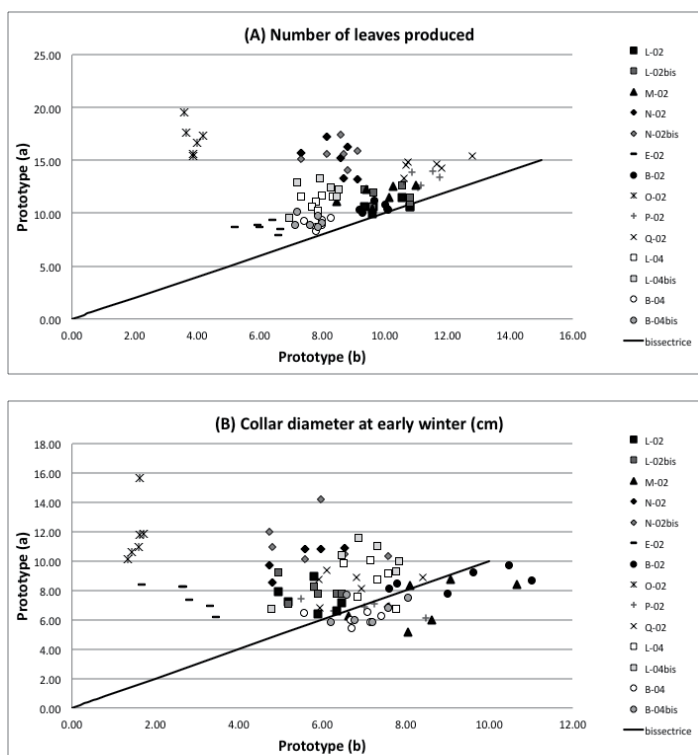 (A) Number of leaves produced
25.00
20.00
15.00
10.00
5.00
0.00
Prototype (a)
0.00 2.00 4.00 6.00 8.00 10.00 12.00 14.00 16.00
Prototype (b)
L-02
L-02bis
M-02
N-02
N-02bis
E-02
B-02
O-02
P-02
Q-02
L-04
L-04bis
B-04
B-04bis
bissectrice
(B) Collar diameter at early winter (cm)
18.00
16.00
14.00
12.00
10.00
8.00
6.00
4.00
2.00
0.00
Prototype (a)
0.00 2.00 4.00 6.00 8.00 10.00 12.00
Prototype (b)
L-02
L-02bis
M-02
N-02
N-02bis
E-02
B-02
O-02
P-02
Q-02
L-04
L-04bis
B-04
B-04bis
bissectrice